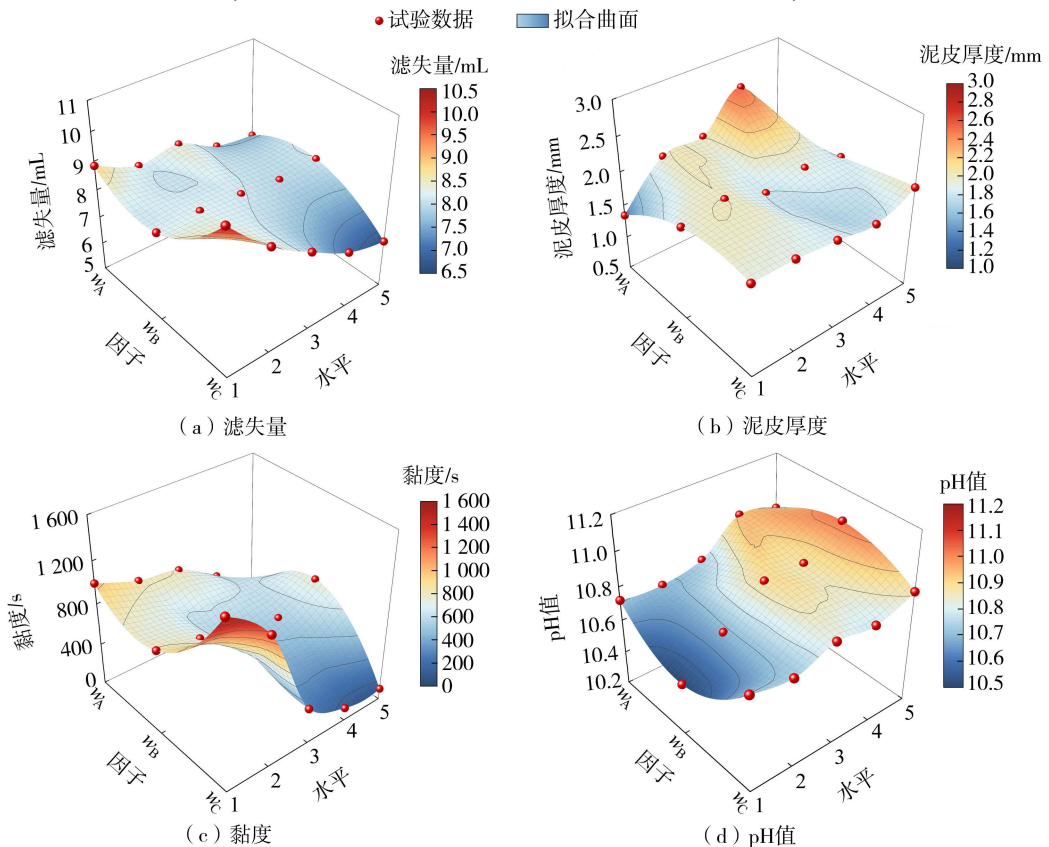 试验数据 拟合曲面
滤失量/mL
11
10
9
8
7
6
5
滤失量/mL
10.5
10.0
9.5
9.0
8.5
8.0
7.5
7.0
6.5
wA
wB
wC
因子
1
2
3
4
5
水平
(a) 滤失量
泥皮厚度/mm
3.0
2.5
2.0
1.5
1.0
0.5
泥皮厚度/mm
3.0
2.8
2.6
2.4
2.2
2.0
1.8
1.6
1.4
1.2
1.0
wA
wB
wC
因子
1
2
3
4
5
水平
(b) 泥皮厚度
黏度/s
1 600
1 200
800
400
0
黏度/s
1 600
1 400
1 200
1 000
800
600
400
200
0
wA
wB
wC
因子
1
2
3
4
5
水平
(c) 黏度
pH值
11.2
11.0
10.8
10.6
10.4
10.2
pH值
11.2
11.1
11.0
10.9
10.8
10.7
10.6
10.5
wA
wB
wC
因子
1
2
3
4
5
水平
(d) pH值